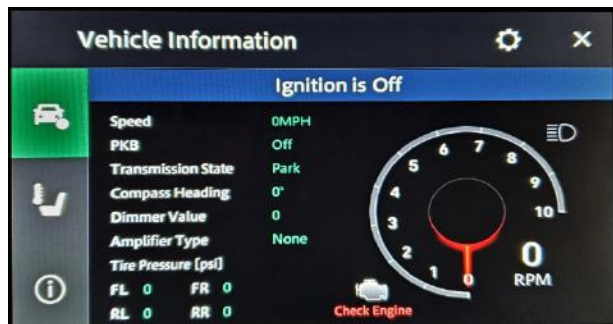 Vehicle Information
Ignition is Off
Speed 0MPH
PKB Off
Transmission State Park
Compass Heading 0°
Dimmer Value 0
Amplifier Type None
Tire Pressure [psi]
FL 0 FR 0
RL 0 RR 0
0 1 2 3 4 5 6 7 8 9 10
0
RPM
Check Engine